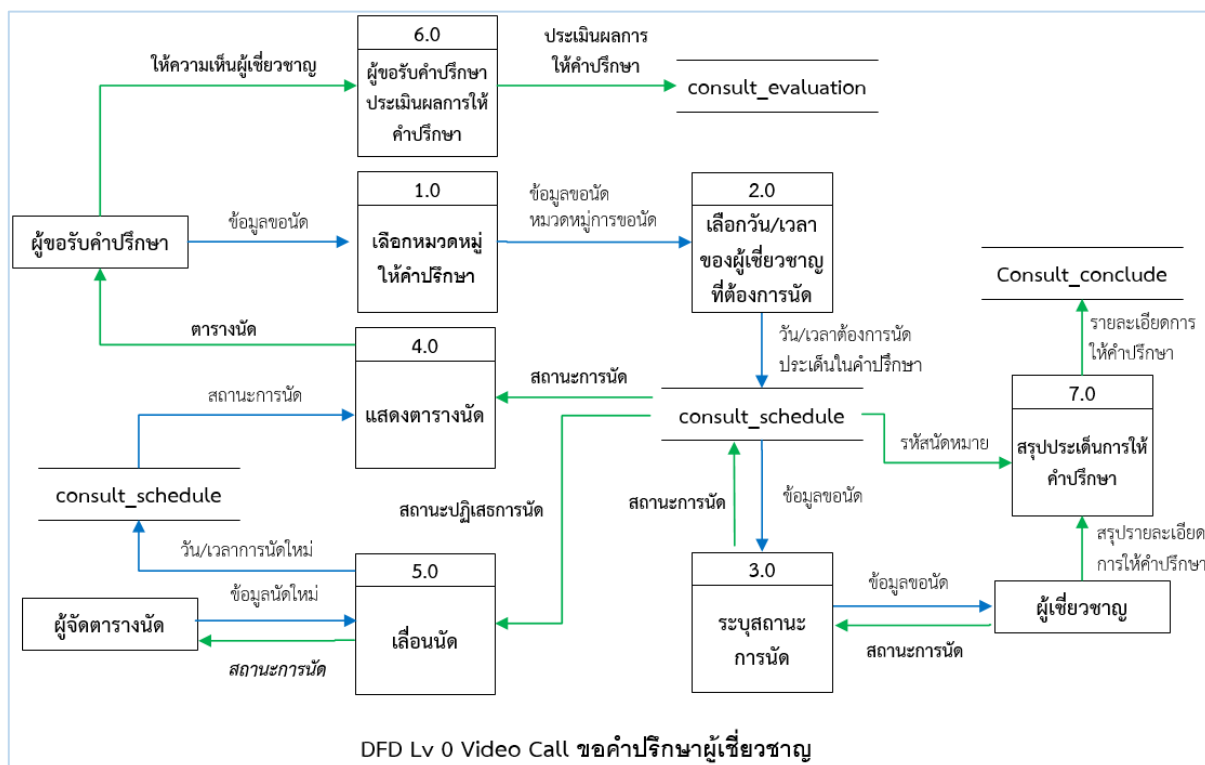 6.0
ผู้ขอรับคำปรึกษา
ประเมินผลการให้
คำปรึกษา
ให้ความเห็นผู้เชี่ยวชาญ
ประเมินผลการ
ให้คำปรึกษา
consult_evaluation
ผู้ขอรับคำปรึกษา
ข้อมูลขอนัด
1.0
เลือกหมวดหมู่
ให้คำปรึกษา
ข้อมูลขอนัด
หมวดหมู่การขอนัด
2.0
เลือกวัน/เวลา
ของผู้เชี่ยวชาญ
ที่ต้องการนัด
Consult_conclude
ตารางนัด
4.0
แสดงตารางนัด
สถานะการนัด
วัน/เวลาต้องการนัด
ประเด็นในคำปรึกษา
รายละเอียดการ
ให้คำปรึกษา
สถานะการนัด
consult_schedule
รหัสนัดหมาย
7.0
สรุปประเด็นการให้
คำปรึกษา
consult_schedule
สถานะปฏิเสธการนัด
สถานะการนัด
ข้อมูลขอนัด
วัน/เวลาการนัดใหม่
สรุปรายละเอียด
การให้คำปรึกษา
ผู้จัดตารางนัด
ข้อมูลนัดใหม่
สถานะการนัด
5.0
เลื่อนนัด
3.0
ระบุสถานะ
การนัด
ข้อมูลขอนัด
สถานะการนัด
ผู้เชี่ยวชาญ
DFD Lv 0 Video Call ขอคำปรึกษาผู้เชี่ยวชาญ